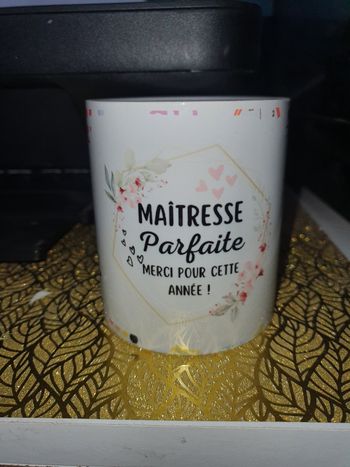 MAÎTRESSE
Parfaite
MERCI POUR CETTE
ANNÉE !